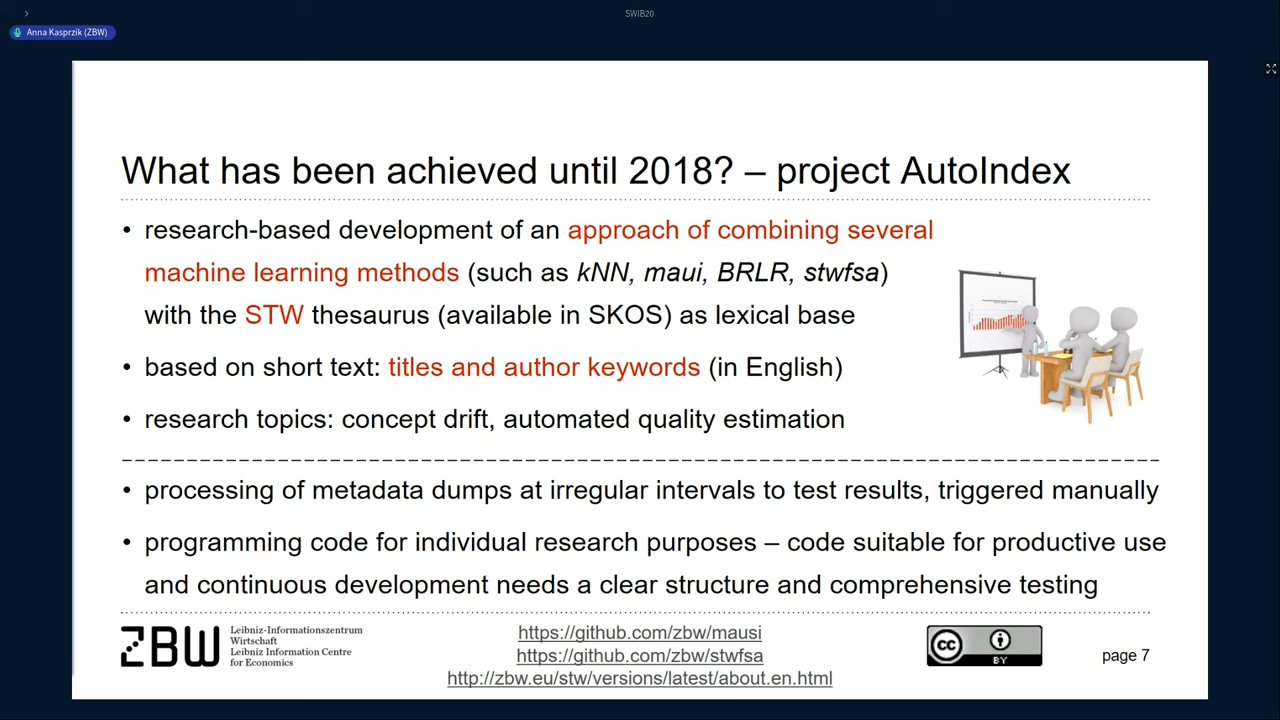 SWIB20
Anna Kasprzik (ZBW)
What has been achieved until 2018? – project AutoIndex
• research-based development of an approach of combining several
machine learning methods (such as kNN, maui, BRLR, stwfsa)
with the STW thesaurus (available in SKOS) as lexical base
• based on short text: titles and author keywords (in English)
• research topics: concept drift, automated quality estimation
• processing of metadata dumps at irregular intervals to test results, triggered manually
• programming code for individual research purposes – code suitable for productive use
and continuous development needs a clear structure and comprehensive testing
ZBW
Leibniz-Informationszentrum
Wirtschaft
Leibniz Information Centre
for Economics
https://github.com/zbw/mausi
https://github.com/zbw/stwfsa
http://zbw.eu/stw/versions/latest/about.en.html
CC
BY
page 7